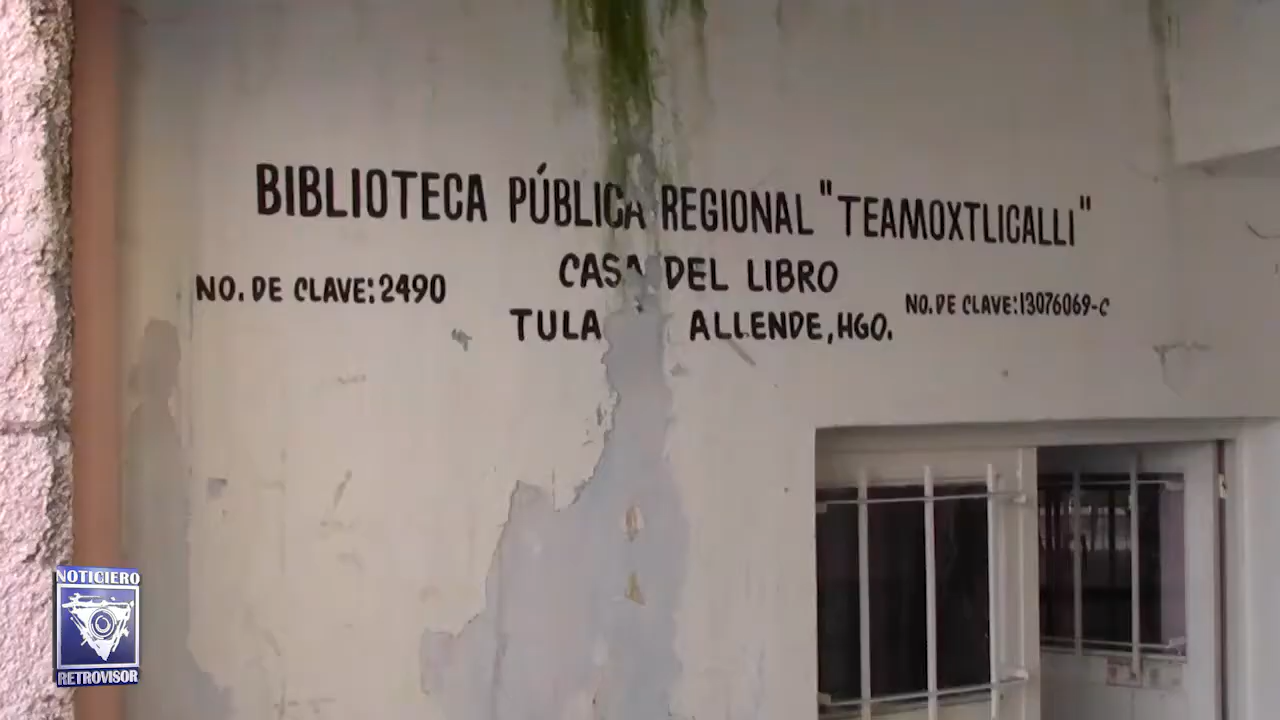 BIBLIOTECA PÚBLICA REGIONAL "TEAMOXTLICALLI"
CASA DEL LIBRO
NO. DE CLAVE: 2490
NO. DE CLAVE: 13076069-C
TULA ALLENDE, HGO.
NOTICIERO
RETROVISOR